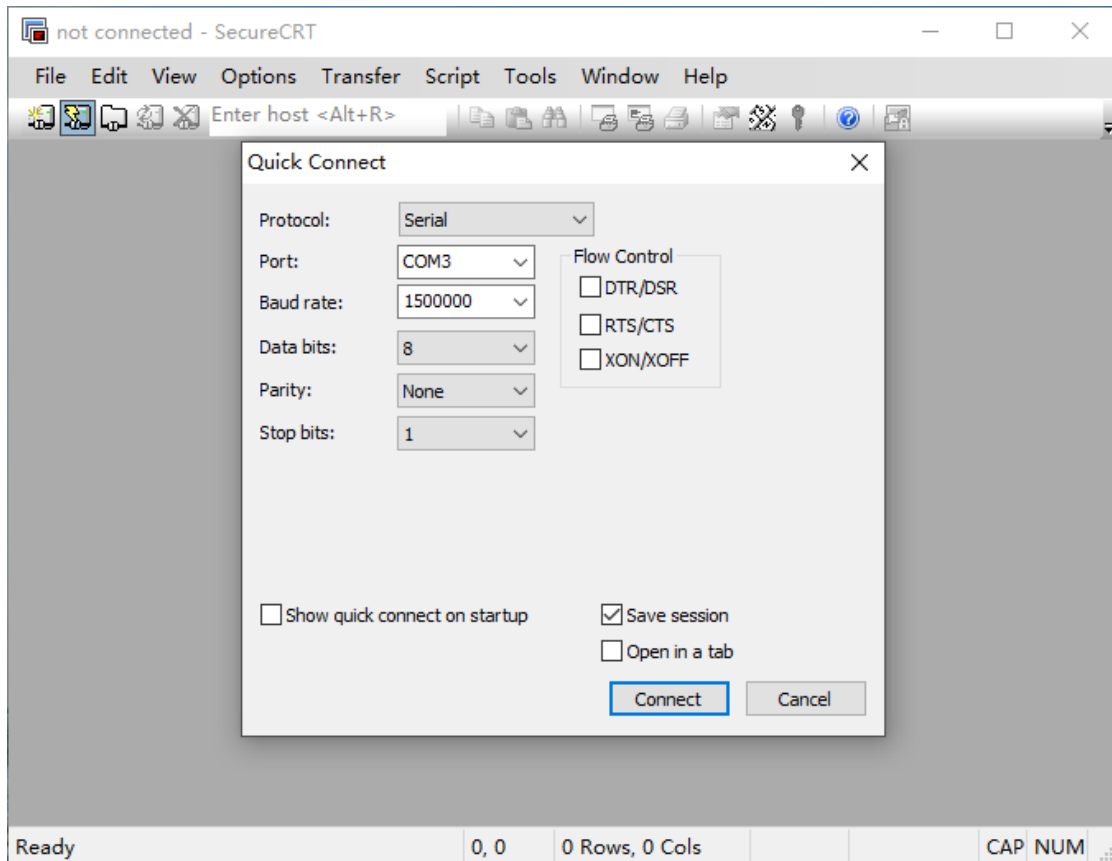 not connected - SecureCRT
File Edit View Options Transfer Script Tools Window Help
Enter host <Alt+R>
Quick Connect
Protocol: Serial
Port: COM3 Flow Control
DTR/DSR
Baud rate: 1500000
RTS/CTS
Data bits: 8 XON/XOFF
Parity: None
Stop bits: 1
Show quick connect on startup Save session
Open in a tab
Connect Cancel
Ready 0, 0 0 Rows, 0 Cols CAP NUM